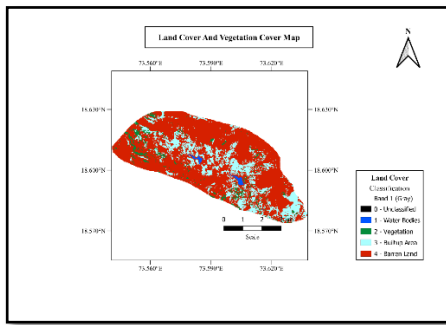 Land Cover And Vegetation Cover Map
N
73.560°E 73.590°E 73.620°E
18.630°N 18.630°N
18.600°N 18.600°N
18.570°N 18.570°N
0 1 2
Scale
73.560°E 73.590°E 73.620°E
Land Cover
Classification
Band 1 (Gray)
0 - Unclassified
1 - Water Bodies
2 - Vegetation
3 - Builtup Area
4 - Barren Land